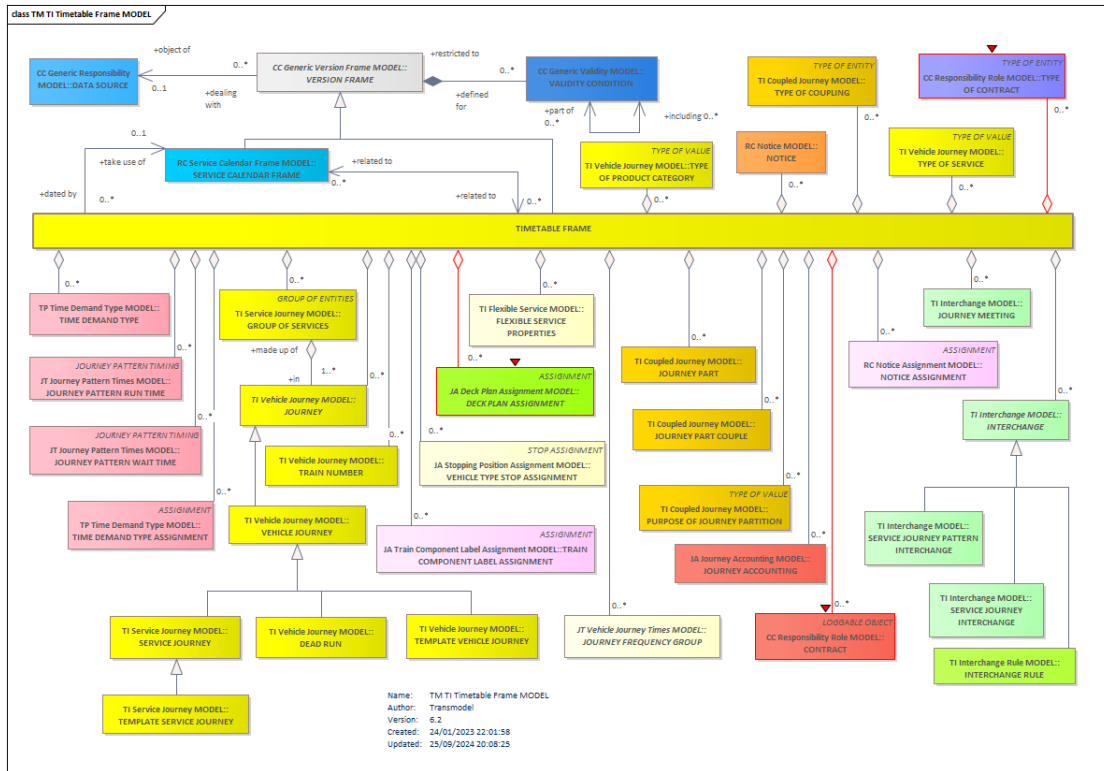 class TM TI Timetable Frame MODEL
CC Generic Responsibility
MODEL::DATA SOURCE
+object of
0..1
0..*
+dealing
with
CC Generic Version Frame MODEL::
VERSION FRAME
+restricted to
0..*
+defined
for
CC Generic Validity MODEL::
VALIDITY CONDITION
+part of
0..*
+including 0..*
TYPE OF ENTITY
TI Coupled Journey MODEL::
TYPE OF COUPLING
0..*
TYPE OF ENTITY
CC Responsibility Role MODEL::TYPE
OF CONTRACT
0..*
0..1
+take use of
+dated by
0..*
RC Service Calendar Frame MODEL::
SERVICE CALENDAR FRAME
+related to
0..*
+related to
0..*
TYPE OF VALUE
TI Vehicle Journey MODEL::TYPE
OF PRODUCT CATEGORY
0..*
RC Notice MODEL::
NOTICE
0..*
TYPE OF VALUE
TI Vehicle Journey MODEL::
TYPE OF SERVICE
0..*
TIMETABLE FRAME
0..*
TP Time Demand Type MODEL::
TIME DEMAND TYPE
0..*
JOURNEY PATTERN TIMING
JT Journey Pattern Times MODEL::
JOURNEY PATTERN RUN TIME
0..*
JOURNEY PATTERN TIMING
JT Journey Pattern Times MODEL::
JOURNEY PATTERN WAIT TIME
0..*
ASSIGNMENT
TP Time Demand Type MODEL::
TIME DEMAND TYPE ASSIGNMENT
0..*
GROUP OF ENTITIES
TI Service Journey MODEL::
GROUP OF SERVICES
+made up of
1..*
+in
TI Vehicle Journey MODEL::
JOURNEY
0..*
TI Vehicle Journey MODEL::
TRAIN NUMBER
0..*
TI Vehicle Journey MODEL::
VEHICLE JOURNEY
0..*
ASSIGNMENT
JA Deck Plan Assignment MODEL::
DECK PLAN ASSIGNMENT
0..*
STOP ASSIGNMENT
JA Stopping Position Assignment MODEL::
VEHICLE TYPE STOP ASSIGNMENT
0..*
JA Train Component Label Assignment MODEL::TRAIN
COMPONENT LABEL ASSIGNMENT
0..*
TI Flexible Service MODEL::
FLEXIBLE SERVICE
PROPERTIES
0..*
TI Coupled Journey MODEL::
JOURNEY PART
0..*
TI Coupled Journey MODEL::
JOURNEY PART COUPLE
0..*
TYPE OF VALUE
TI Coupled Journey MODEL::
PURPOSE OF JOURNEY PARTITION
0..*
JA Journey Accounting MODEL::
JOURNEY ACCOUNTING
0..*
JT Vehicle Journey Times MODEL::
JOURNEY FREQUENCY GROUP
0..*
LOGGABLE OBJECT
CC Responsibility Role MODEL::
CONTRACT
0..*
ASSIGNMENT
RC Notice Assignment MODEL::
NOTICE ASSIGNMENT
0..*
TI Interchange MODEL::
JOURNEY MEETING
0..*
TI Interchange MODEL::
INTERCHANGE
TI Interchange MODEL::
SERVICE JOURNEY PATTERN
INTERCHANGE
TI Interchange MODEL::
SERVICE JOURNEY
INTERCHANGE
TI Interchange Rule MODEL::
INTERCHANGE RULE
TI Service Journey MODEL::
SERVICE JOURNEY
TI Vehicle Journey MODEL::
DEAD RUN
TI Vehicle Journey MODEL::
TEMPLATE VEHICLE JOURNEY
TI Service Journey MODEL::
TEMPLATE SERVICE JOURNEY
Name: TM TI Timetable Frame MODEL
Author: Transmodel
Version: 6.2
Created: 24/01/2023 22:01:58
Updated: 25/09/2024 20:08:25